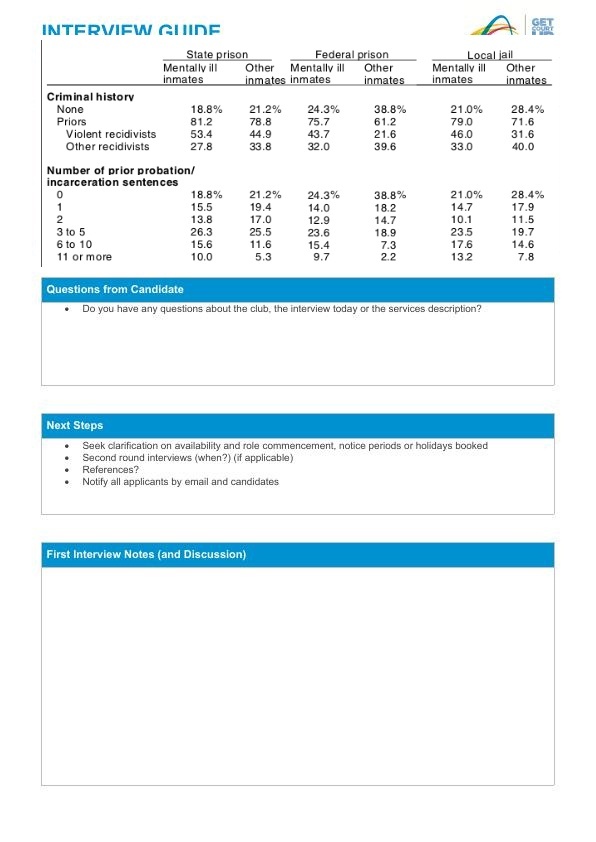 INTERVIEW GUIDE
GET
COURT
State prison Federal prison Local jail
Mentally ill Other Mentally ill Other Mentally ill Other
inmates inmates inmates inmates inmates inmates
Criminal history
None 18.8% 21.2% 24.3% 38.8% 21.0% 28.4%
Priors 81.2 78.8 75.7 61.2 79.0 71.6
Violent recidivists 53.4 44.9 43.7 21.6 46.0 31.6
Other recidivists 27.8 33.8 32.0 39.6 33.0 40.0
Number of prior probation/
incarceration sentences
0 18.8% 21.2% 24.3% 38.8% 21.0% 28.4%
1 15.5 19.4 14.0 18.2 14.7 17.9
2 13.8 17.0 12.9 14.7 10.1 11.5
3 to 5 26.3 25.5 23.6 18.9 23.5 19.7
6 to 10 15.6 11.6 15.4 7.3 17.6 14.6
11 or more 10.0 5.3 9.7 2.2 13.2 7.8
Questions from Candidate
• Do you have any questions about the club, the interview today or the services description?
Next Steps
• Seek clarification on availability and role commencement, notice periods or holidays booked
• Second round interviews (when?) (if applicable)
• References?
• Notify all applicants by email and candidates
First Interview Notes (and Discussion)